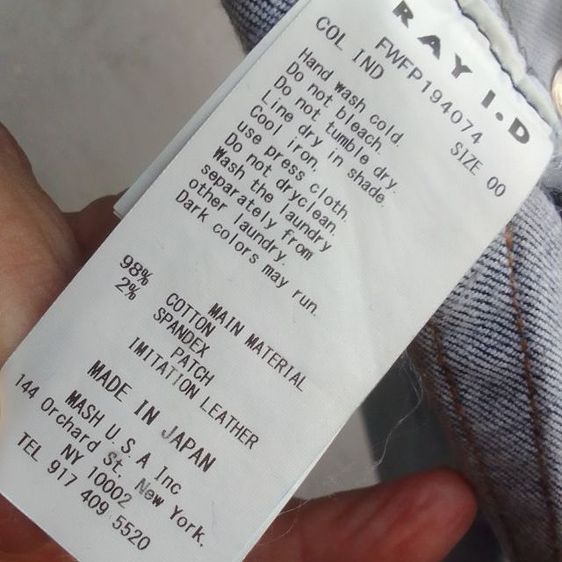 RAY I.D
FWFP194074
COL IND SIZE 00
Hand wash cold.
Do not bleach.
Do not tumble dry.
Line dry in shade.
Cool iron,
use press cloth.
Do not dryclean.
Wash the laundry
separately from
other laundry.
Dark colors may run.
MAIN MATERIAL
98% COTTON
2% SPANDEX
PATCH
IMITATION LEATHER
MADE IN JAPAN
MASH U.S.A Inc
144 Orchard St. New York,
NY 10002
TEL 917 409 5520